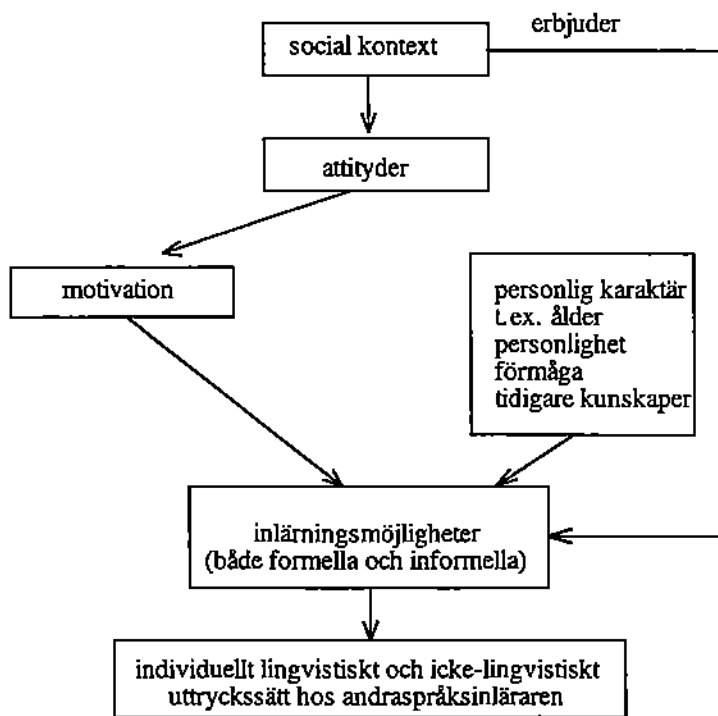 erbjuder
social kontext
attityder
motivation
personlig karaktär
t.ex. ålder
personlighet
förmåga
tidigare kunskaper
inlärningsmöjligheter
(både formella och informella)
individuellt lingvistiskt och icke-lingvistiskt
uttryckssätt hos andraspråksinläraren